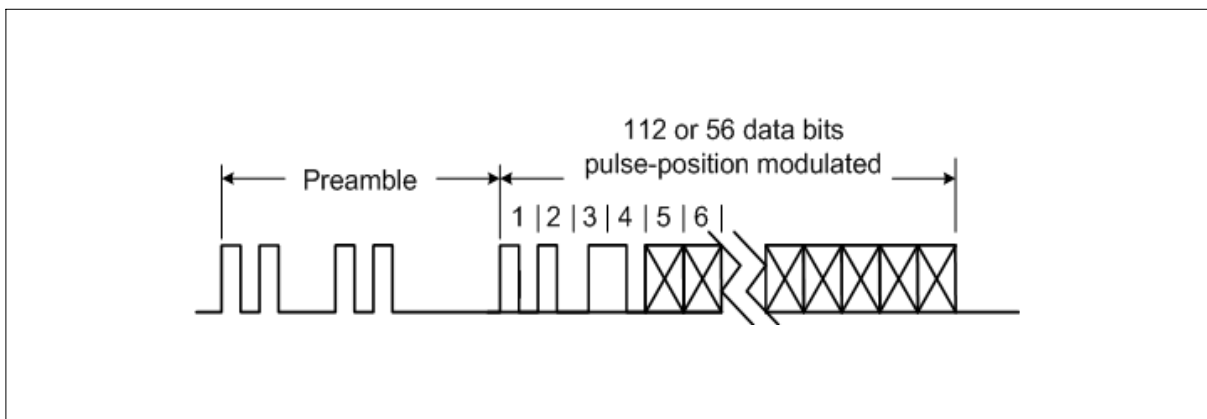 112 or 56 data bits
pulse-position modulated
Preamble
1 | 2 | 3 | 4 | 5 | 6 |